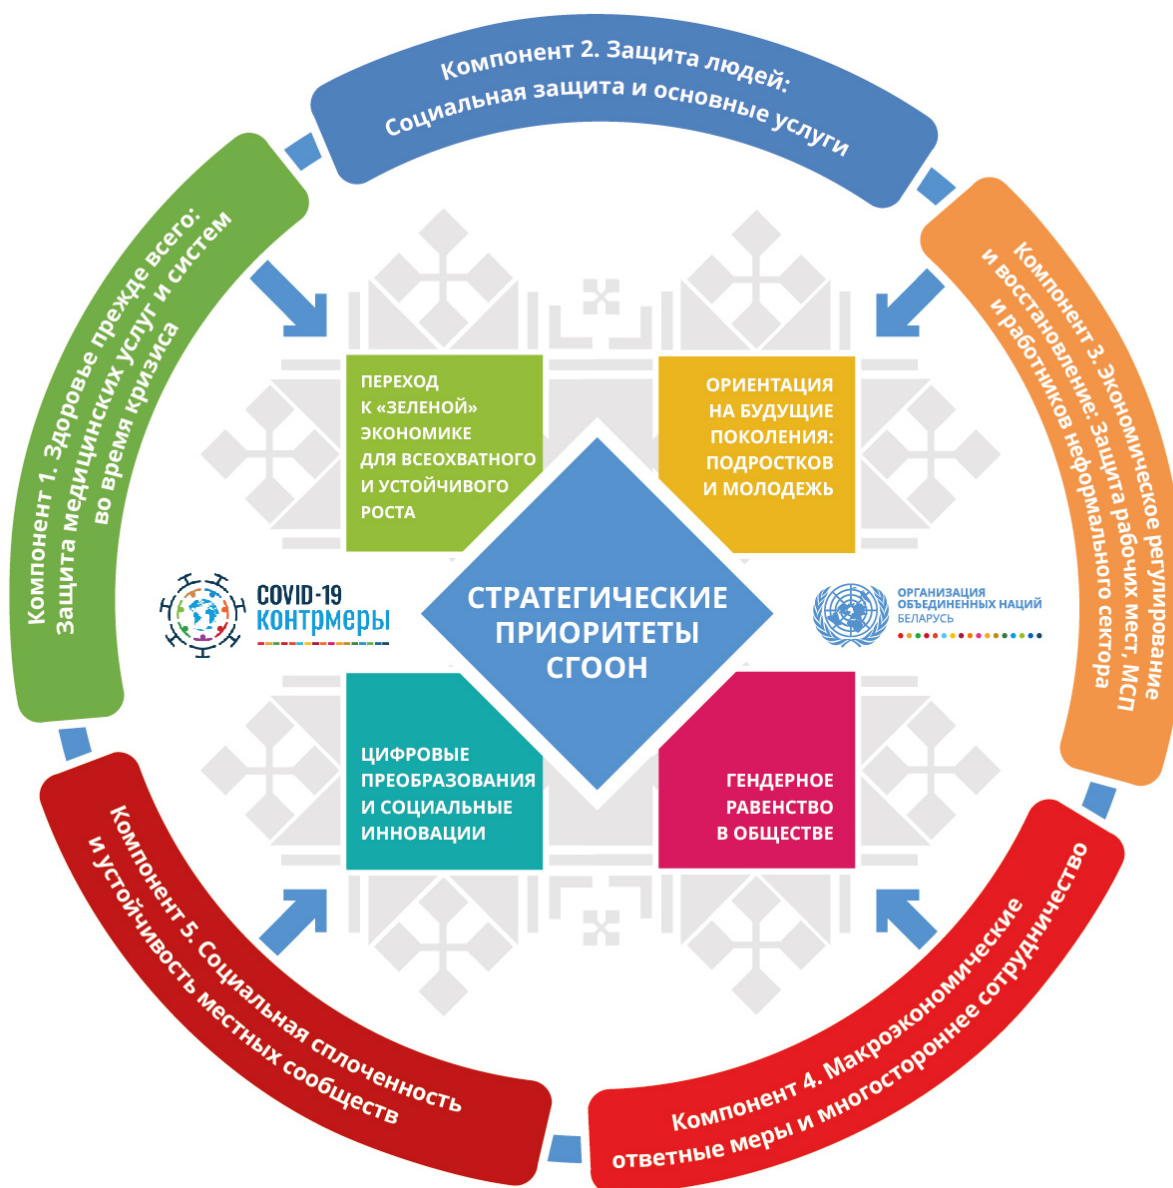 Компонент 2. Защита людей:
Социальная защита и основные услуги
Компонент 1. Здоровье прежде всего:
Защита медицинских услуг и систем
во время кризиса
Компонент 3. Экономическое регулирование
и восстановление: Защита рабочих мест, МСП
и работников неформального сектора
ПЕРЕХОД
К «ЗЕЛЕНОЙ»
ЭКОНОМИКЕ
ДЛЯ ВСЕОХВАТНОГО
И УСТОЙЧИВОГО
РОСТА
ОРИЕНТАЦИЯ
НА БУДУЩИЕ
ПОКОЛЕНИЯ:
ПОДРОСТКОВ
И МОЛОДЕЖЬ
COVID-19
контрмеры
СТРАТЕГИЧЕСКИЕ
ПРИОРИТЕТЫ
СГООН
ОРГАНИЗАЦИЯ
ОБЪЕДИНЕННЫХ НАЦИЙ
БЕЛАРУСЬ
ЦИФРОВЫЕ
ПРЕОБРАЗОВАНИЯ
И СОЦИАЛЬНЫЕ
ИННОВАЦИИ
ГЕНДЕРНОЕ
РАВЕНСТВО
В ОБЩЕСТВЕ
Компонент 5. Социальная сплоченность
и устойчивость местных сообществ
Компонент 4. Макроэкономические
ответные меры и многостороннее сотрудничество